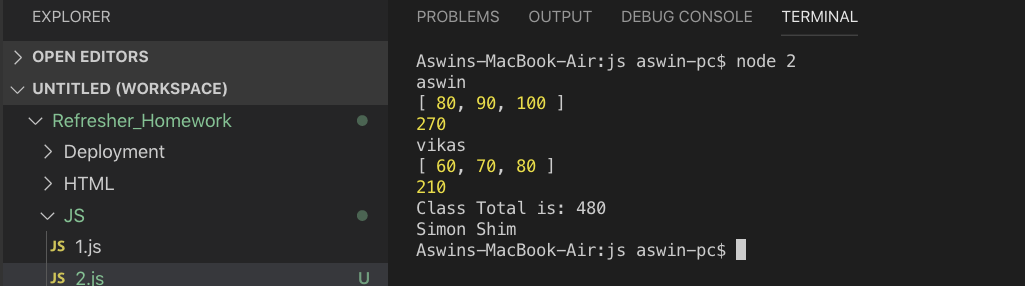 EXPLORER
OPEN EDITORS
UNTITLED (WORKSPACE)
Refresher_Homework
Deployment
HTML
JS
JS 1.js
JS 2.js U
PROBLEMS OUTPUT DEBUG CONSOLE TERMINAL
Aswins-MacBook-Air:js aswin-pc$ node 2
aswin
[ 80, 90, 100 ]
270
vikas
[ 60, 70, 80 ]
210
Class Total is: 480
Simon Shim
Aswins-MacBook-Air:js aswin-pc$